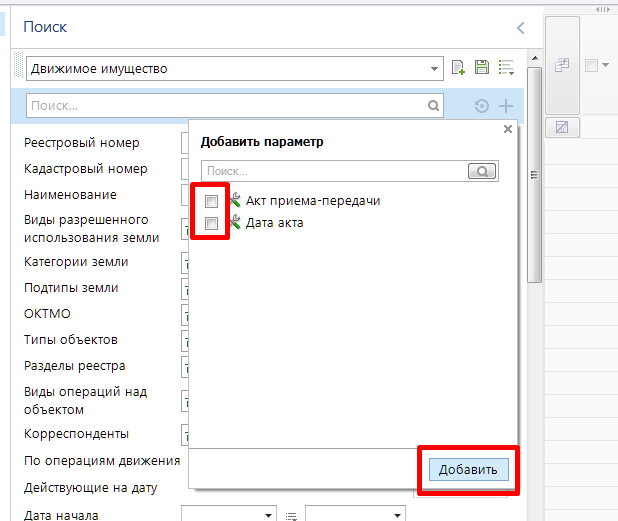 Поиск
Движимое имущество
Поиск...
Добавить параметр
Поиск...
Акт приема-передачи
Дата акта
Добавить
Реестровый номер
Кадастровый номер
Наименование
Виды разрешенного
использования земли
Категории земли
Подтипы земли
ОКТМО
Типы объектов
Разделы реестра
Виды операций над
объектом
Корреспонденты
По операциям движения
Действующие на дату
Дата начала